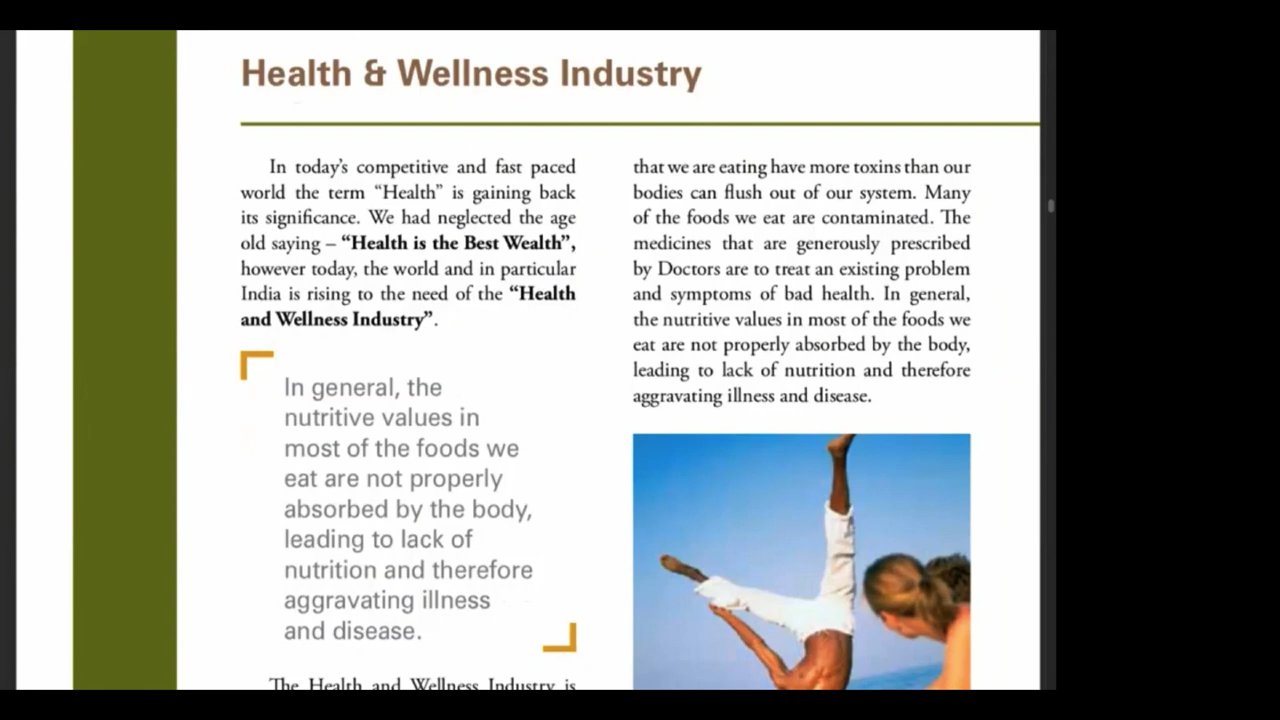 Health & Wellness Industry
In today's competitive and fast paced
world the term “Health” is gaining back
its significance. We had neglected the age
old saying – “Health is the Best Wealth”,
however today, the world and in particular
India is rising to the need of the “Health
and Wellness Industry”.
In general, the
nutritive values in
most of the foods we
eat are not properly
absorbed by the body,
leading to lack of
nutrition and therefore
aggravating illness
and disease.
The Health and Wellness Industry is
that we are eating have more toxins than our
bodies can flush out of our system. Many
of the foods we eat are contaminated. The
medicines that are generously prescribed
by Doctors are to treat an existing problem
and symptoms of bad health. In general,
the nutritive values in most of the foods we
eat are not properly absorbed by the body,
leading to lack of nutrition and therefore
aggravating illness and disease.